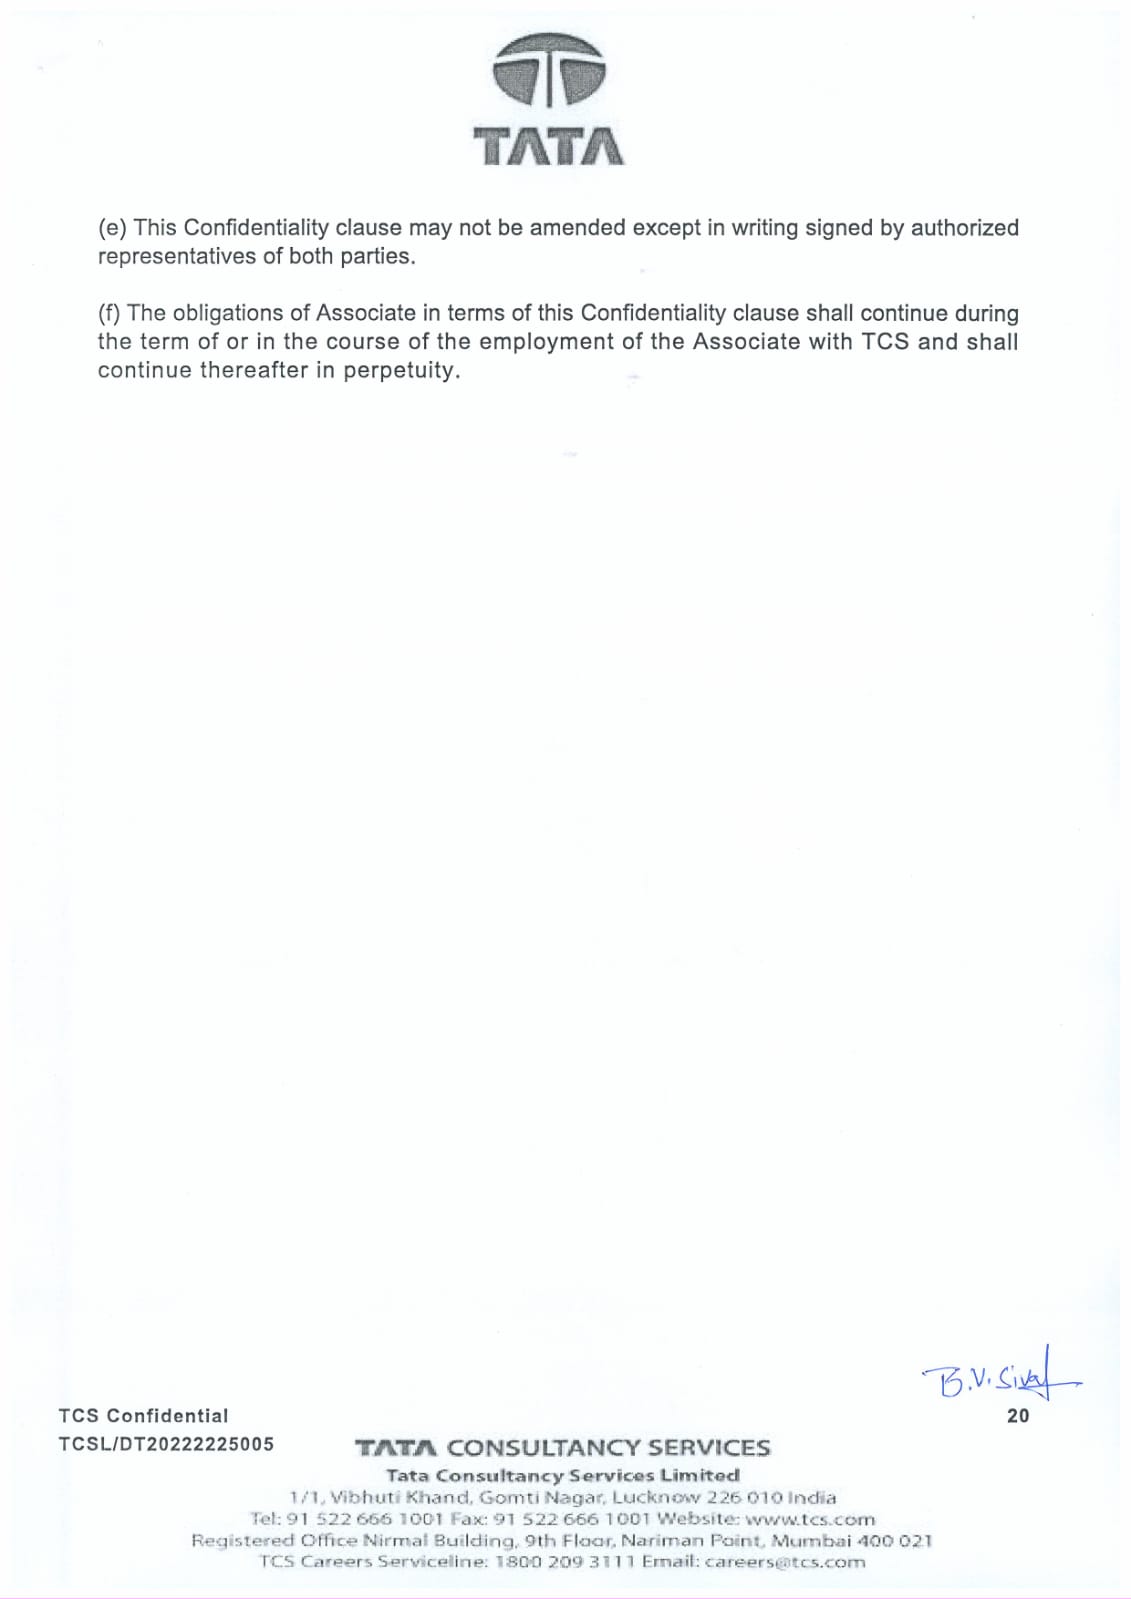 TATA
(e) This Confidentiality clause may not be amended except in writing signed by authorized
representatives of both parties.
(f) The obligations of Associate in terms of this Confidentiality clause shall continue during
the term of or in the course of the employment of the Associate with TCS and shall
continue thereafter in perpetuity.
B.V.Siva
TCS Confidential 20
TCSL/DT20222225005
TATA CONSULTANCY SERVICES
Tata Consultancy Services Limited
1/1, Vibhuti Khand, Gomti Nagar, Lucknow 226 010 India
Tel: 91 522 666 1001 Fax: 91 522 666 1001 Website: www.tcs.com
Registered Office Nirmal Building, 9th Floor, Nariman Point, Mumbai 400 021
TCS Careers Serviceline: 1800 209 3111 Email: careers@tcs.com